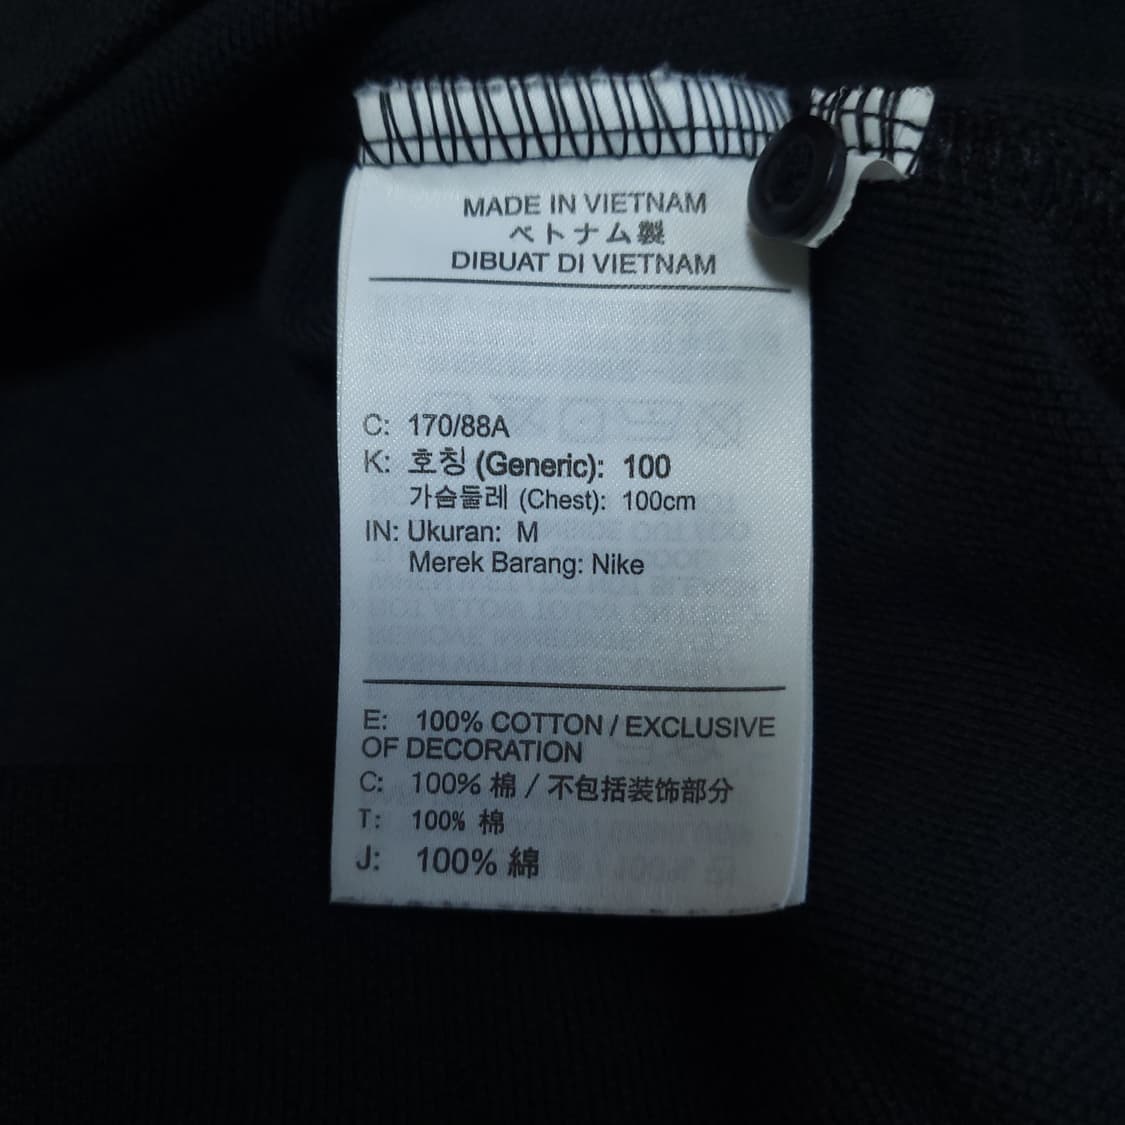 MADE IN VIETNAM
ベトナム製
DIBUAT DI VIETNAM
C: 170/88A
K: 호칭 (Generic): 100
가슴둘레 (Chest): 100cm
IN: Ukuran: M
Merek Barang: Nike
E: 100% COTTON / EXCLUSIVE
OF DECORATION
C: 100% 棉 / 不包括装饰部分
T: 100% 棉
J: 100% 綿